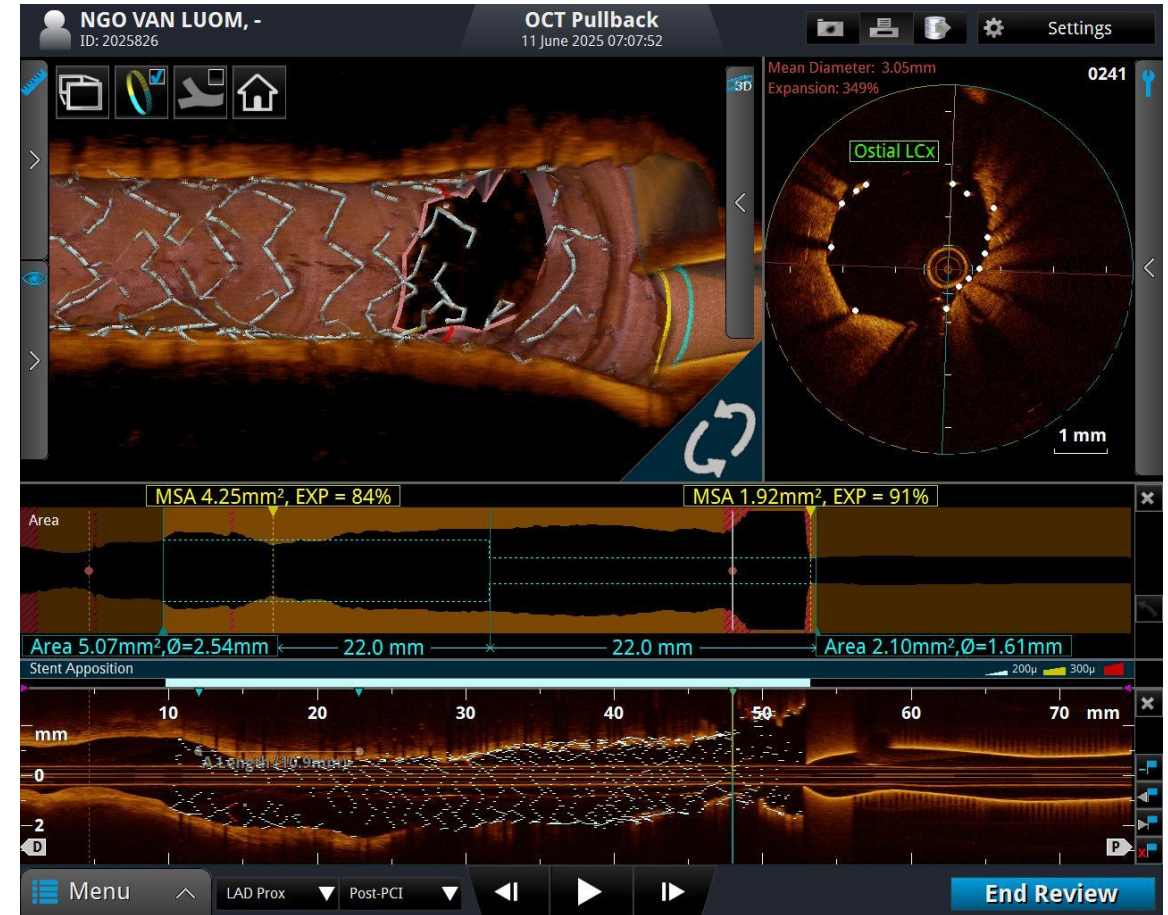 NGO VAN LUOM, -
ID: 2025826
OCT Pullback
11 June 2025 07:07:52
Settings
3D
Mean Diameter: 3.05mm
Expansion: 349%
0241
Ostial LCx
1 mm
MSA 4.25mm², EXP = 84%
MSA 1.92mm², EXP = 91%
Area
Area 5.07mm²,Ø=2.54mm
22.0 mm
22.0 mm
Area 2.10mm²,Ø=1.61mm
Stent Apposition
200µ
300µ
10 20 30 40 50 60 70 mm
mm
A Length (10.9mm)
0
2
D
P
Menu
LAD Prox
Post-PCI
End Review